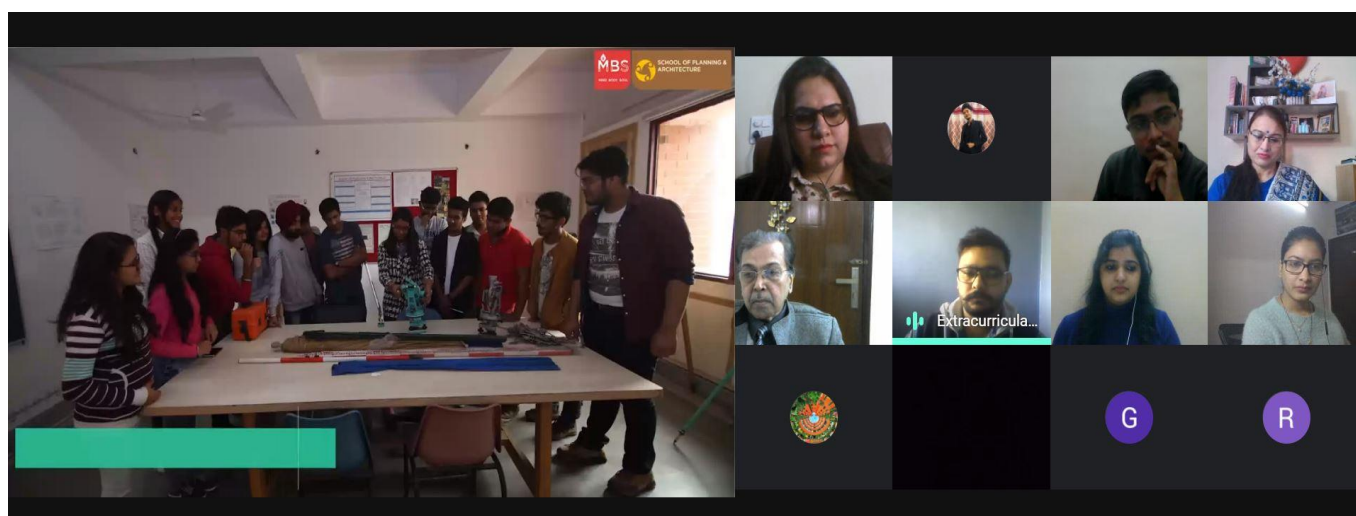 MBS
SCHOOL OF PLANNING &
ARCHITECTURE
Extracurricula...
G
R